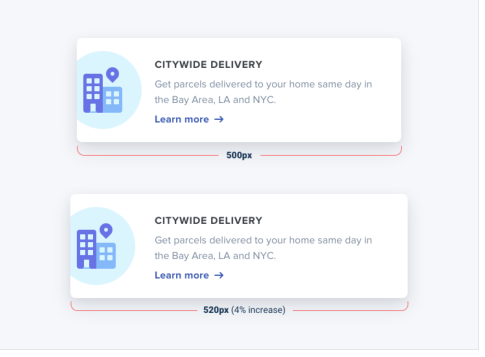 CITYWIDE DELIVERY
Get parcels delivered to your home same day in
the Bay Area, LA and NYC.
Learn more →
500px
CITYWIDE DELIVERY
Get parcels delivered to your home same day in
the Bay Area, LA and NYC.
Learn more →
520px (4% increase)